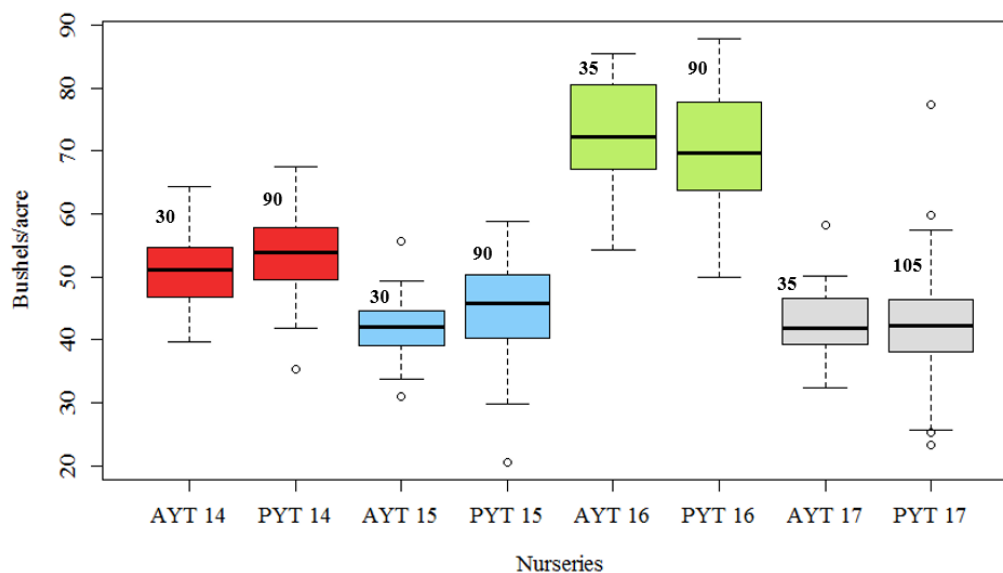 90
80
70
60
50
40
30
20
Bushels/acre
30
90
30
90
35
90
35
105
AYT 14
PYT 14
AYT 15
PYT 15
AYT 16
PYT 16
AYT 17
PYT 17
Nurseries